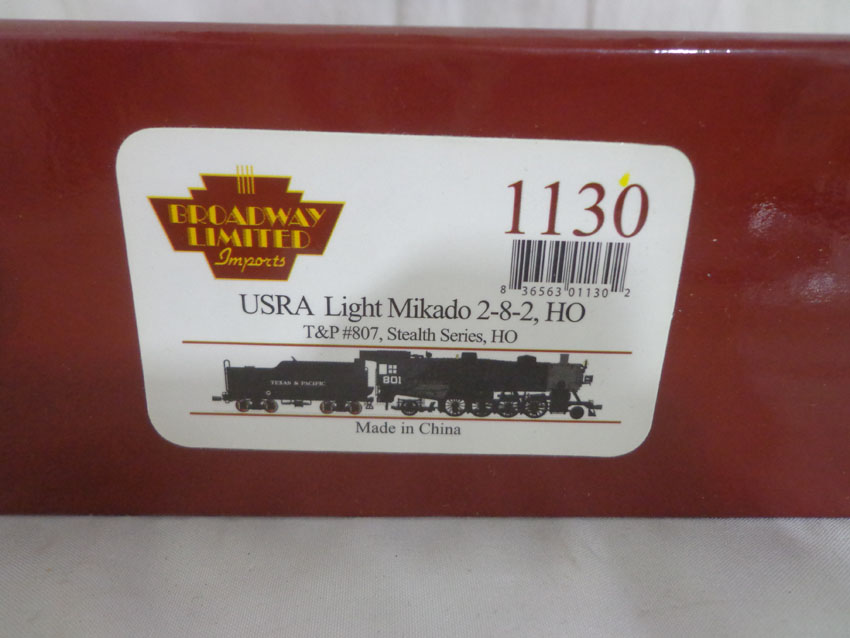 BROADWAY
LIMITED
Imports
1130
8 36563 01130 2
USRA Light Mikado 2-8-2, HO
T&P #807, Stealth Series, HO
TEXAS & PACIFIC
801
Made in China